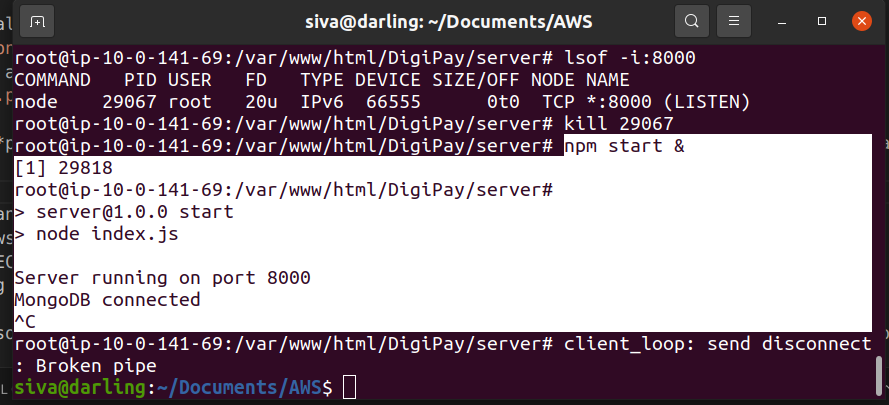 siva@darling: ~/Documents/AWS
root@ip-10-0-141-69:/var/www/html/DigiPay/server# lsof -i:8000
COMMAND   PID USER   FD   TYPE DEVICE SIZE/OFF NODE NAME
node    29067 root   20u  IPv6  66555      0t0  TCP *:8000 (LISTEN)
root@ip-10-0-141-69:/var/www/html/DigiPay/server# kill 29067
root@ip-10-0-141-69:/var/www/html/DigiPay/server# npm start &
[1] 29818
root@ip-10-0-141-69:/var/www/html/DigiPay/server#
> server@1.0.0 start
> node index.js
Server running on port 8000
MongoDB connected
^C
root@ip-10-0-141-69:/var/www/html/DigiPay/server# client_loop: send disconnect
: Broken pipe
siva@darling:~/Documents/AWS$